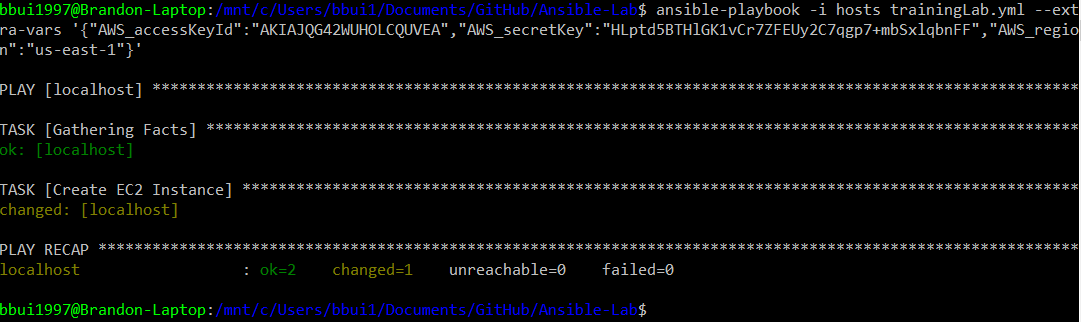 bbui1997@Brandon-Laptop:/mnt/c/Users/bbui1/Documents/GitHub/Ansible-Lab$ ansible-playbook -i hosts trainingLab.yml --ext
ra-vars '{"AWS_accessKeyId":"AKIAJQG42WUHOLCQUVEA","AWS_secretKey":"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","AWS_regio
n":"us-east-1"}'
PLAY [localhost] *******************************************************************************************************
TASK [Gathering Facts] *************************************************************************************************
ok: [localhost]
TASK [Create EC2 Instance] *********************************************************************************************
changed: [localhost]
PLAY RECAP *************************************************************************************************************
localhost                  : ok=2    changed=1    unreachable=0    failed=0
bbui1997@Brandon-Laptop:/mnt/c/Users/bbui1/Documents/GitHub/Ansible-Lab$